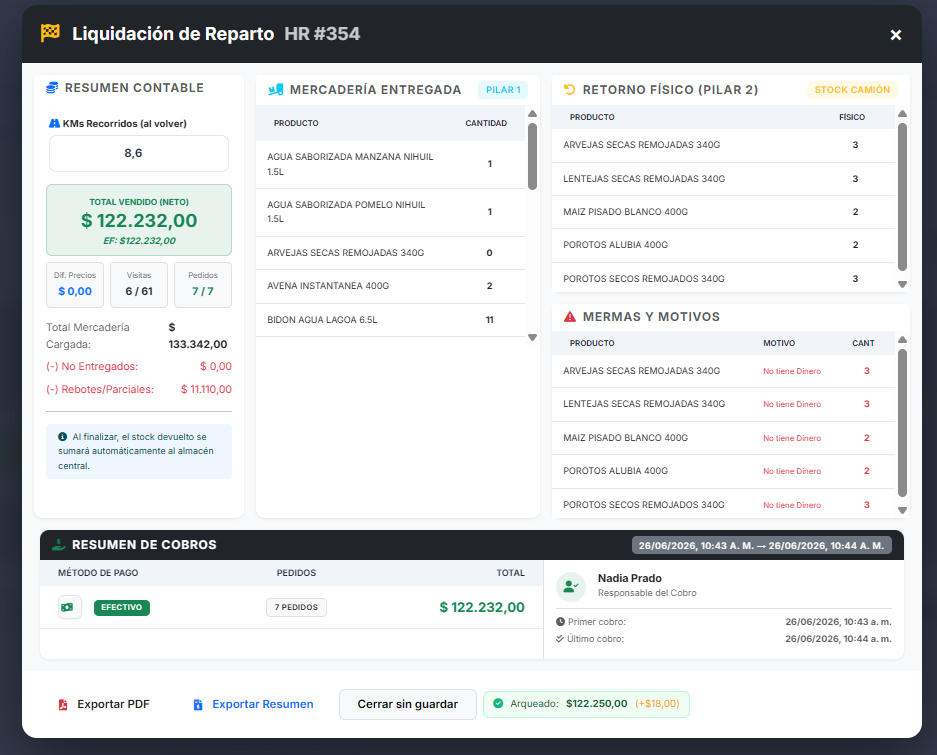 Liquidación de Reparto HR #354
×
RESUMEN CONTABLE
KMs Recorridos (al volver)
8,6
TOTAL VENDIDO (NETO)
$ 122.232,00
EF: $122.232,00
Dif. Precios
$ 0,00
Visitas
6 / 61
Pedidos
7 / 7
Total Mercadería Cargada:
$ 133.342,00
(-) No Entregados: $ 0,00
(-) Rebotes/Parciales: $ 11.110,00
Al finalizar, el stock devuelto se
sumará automáticamente al almacén
central.
MERCADERÍA ENTREGADA PILAR 1
PRODUCTO CANTIDAD
AGUA SABORIZADA MANZANA NIHUIL
1.5L
1
AGUA SABORIZADA POMELO NIHUIL
1.5L
1
ARVEJAS SECAS REMOJADAS 340G 0
AVENA INSTANTANEA 400G 2
BIDON AGUA LAGOA 6.5L 11
RETORNO FÍSICO (PILAR 2) STOCK CAMIÓN
PRODUCTO FÍSICO
ARVEJAS SECAS REMOJADAS 340G 3
LENTEJAS SECAS REMOJADAS 340G 3
MAIZ PISADO BLANCO 400G 2
POROTOS ALUBIA 400G 2
POROTOS SECOS REMOJADOS 340G 3
MERMAS Y MOTIVOS
PRODUCTO MOTIVO CANT
ARVEJAS SECAS REMOJADAS 340G No tiene Dinero 3
LENTEJAS SECAS REMOJADAS 340G No tiene Dinero 3
MAIZ PISADO BLANCO 400G No tiene Dinero 2
POROTOS ALUBIA 400G No tiene Dinero 2
POROTOS SECOS REMOJADOS 340G No tiene Dinero 3
RESUMEN DE COBROS 26/06/2026, 10:43 A. M. → 26/06/2026, 10:44 A. M.
MÉTODO DE PAGO PEDIDOS TOTAL
EFECTIVO 7 PEDIDOS $ 122.232,00
Nadia Prado
Responsable del Cobro
Primer cobro: 26/06/2026, 10:43 a. m.
Último cobro: 26/06/2026, 10:44 a. m.
Exportar PDF
Exportar Resumen
Cerrar sin guardar
Arqueado: $122.250,00 (+$18,00)